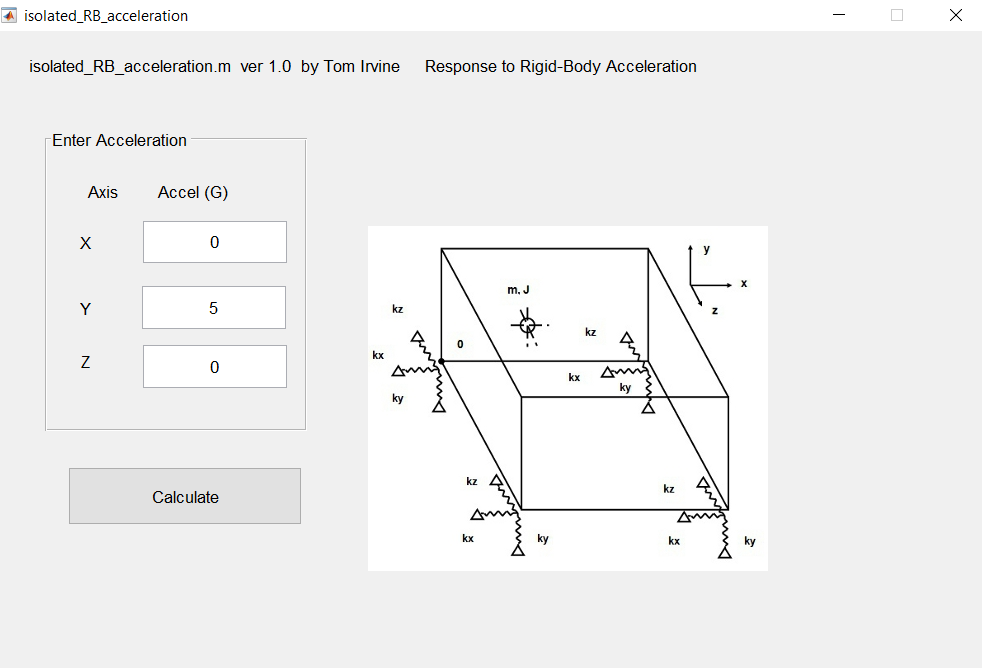 isolated_RB_acceleration
isolated_RB_acceleration.m ver 1.0 by Tom Irvine Response to Rigid-Body Acceleration
Enter Acceleration
Axis Accel (G)
X 0
Y 5
Z 0
Calculate
y
x
z
m, J
kz
0
kz
kx
kx
ky
ky
kz
kz
kx
ky
kx
ky